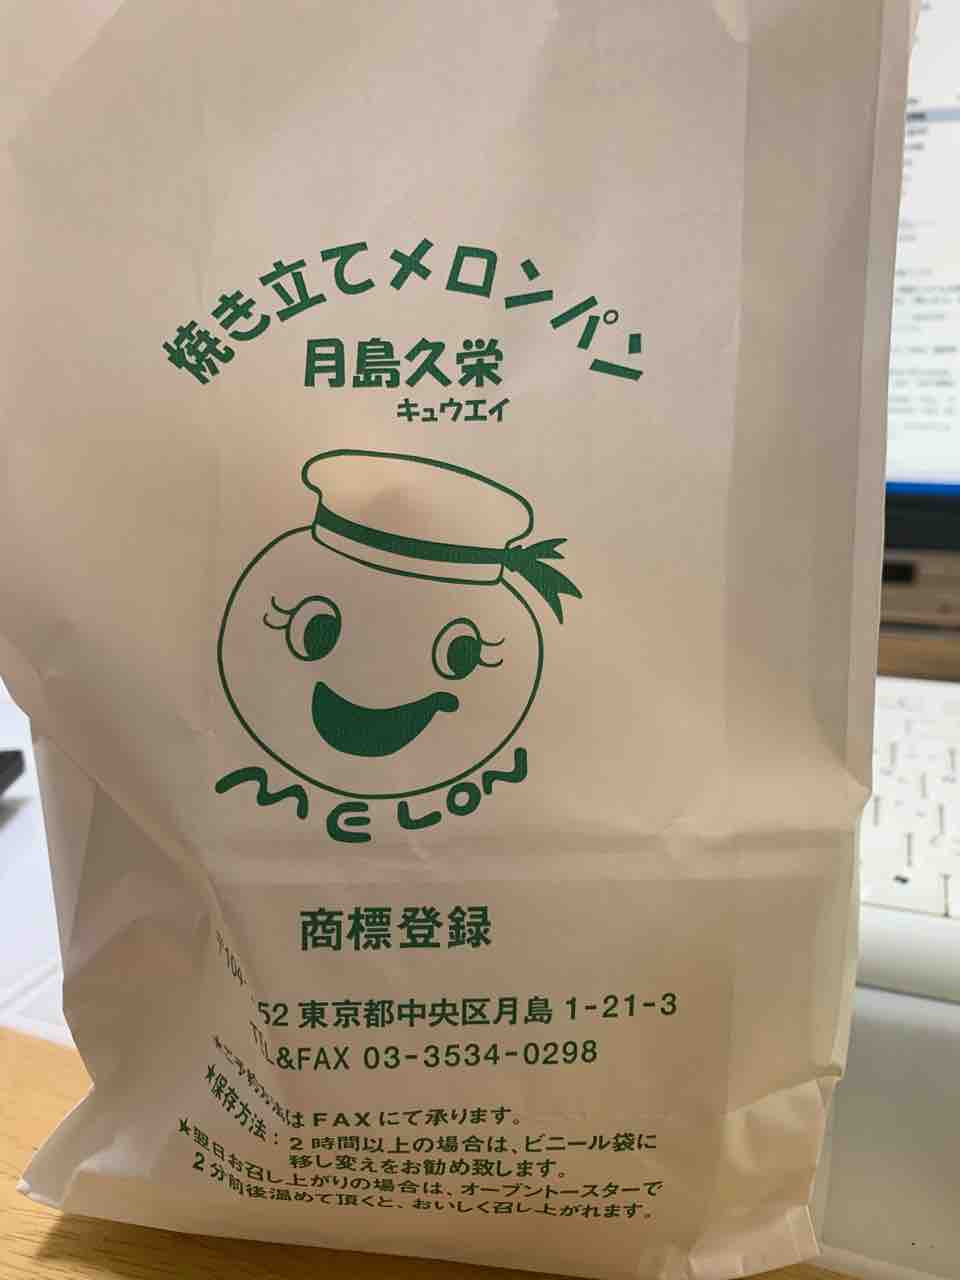 焼き立てメロンパン
月島久栄
キュウエイ
MELON
商標登録
〒104-
52 東京都中央区月島 1-21-3
TEL&FAX 03-3534-0298
はFAXにて承ります。
★保存方法：2時間以上の場合は、ビニール袋に
移し変えをお勧め致します。
★翌日お召し上がりの場合は、オーブントースターで
2分前後温めて頂くと、おいしく召し上がれます。